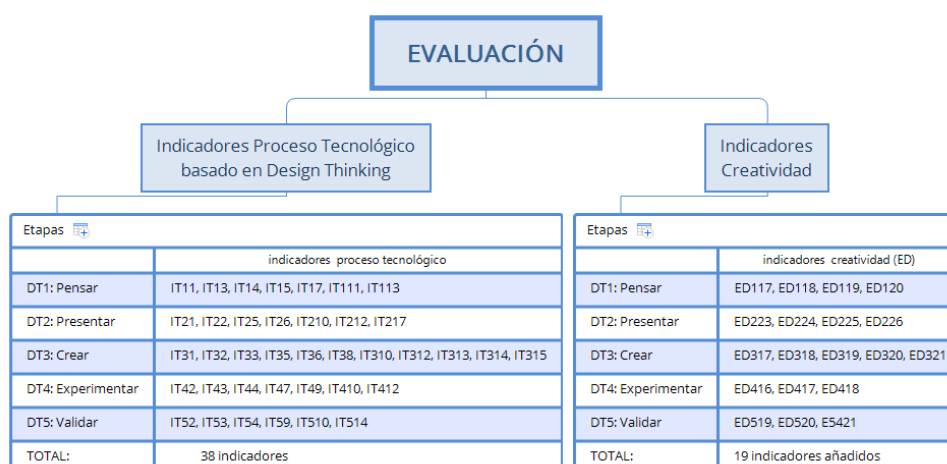 EVALUACIÓN
Indicadores Proceso Tecnológico
basado en Design Thinking
Indicadores
Creatividad
Etapas
indicadores proceso tecnológico
DT1: Pensar IT11, IT13, IT14, IT15, IT17, IT111, IT113
DT2: Presentar IT21, IT22, IT25, IT26, IT210, IT212, IT217
DT3: Crear IT31, IT32, IT33, IT35, IT36, IT38, IT310, IT312, IT313, IT314, IT315
DT4: Experimentar IT42, IT43, IT44, IT47, IT49, IT410, IT412
DT5: Validar IT52, IT53, IT54, IT59, IT510, IT514
TOTAL: 38 indicadores
Etapas
indicadores creatividad (ED)
DT1: Pensar ED117, ED118, ED119, ED120
DT2: Presentar ED223, ED224, ED225, ED226
DT3: Crear ED317, ED318, ED319, ED320, ED321
DT4: Experimentar ED416, ED417, ED418
DT5: Validar ED519, ED520, E5421
TOTAL: 19 indicadores añadidos